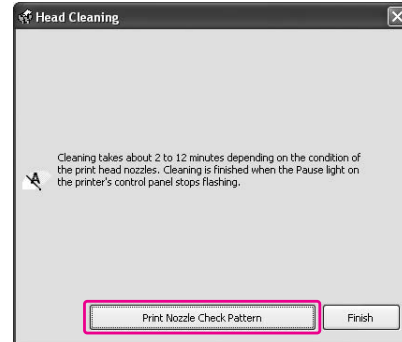 Head Cleaning
Cleaning takes about 2 to 12 minutes depending on the condition of
the print head nozzles. Cleaning is finished when the Pause light on
the printer's control panel stops flashing.
Print Nozzle Check Pattern
Finish